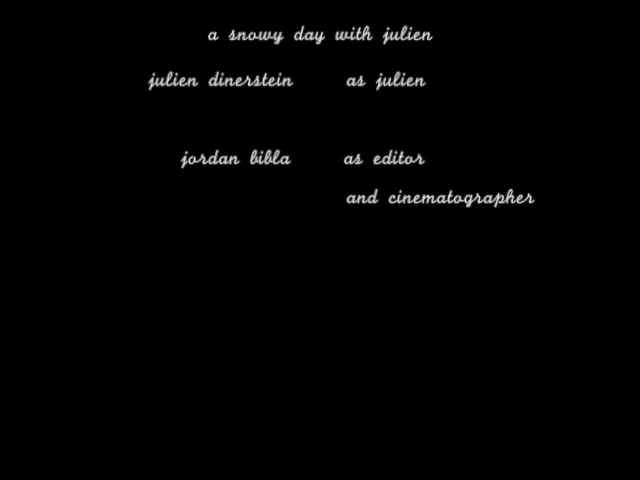 a snowy day with julien
julien dinerstein as julien
jordan bibla as editor
and cinematographer